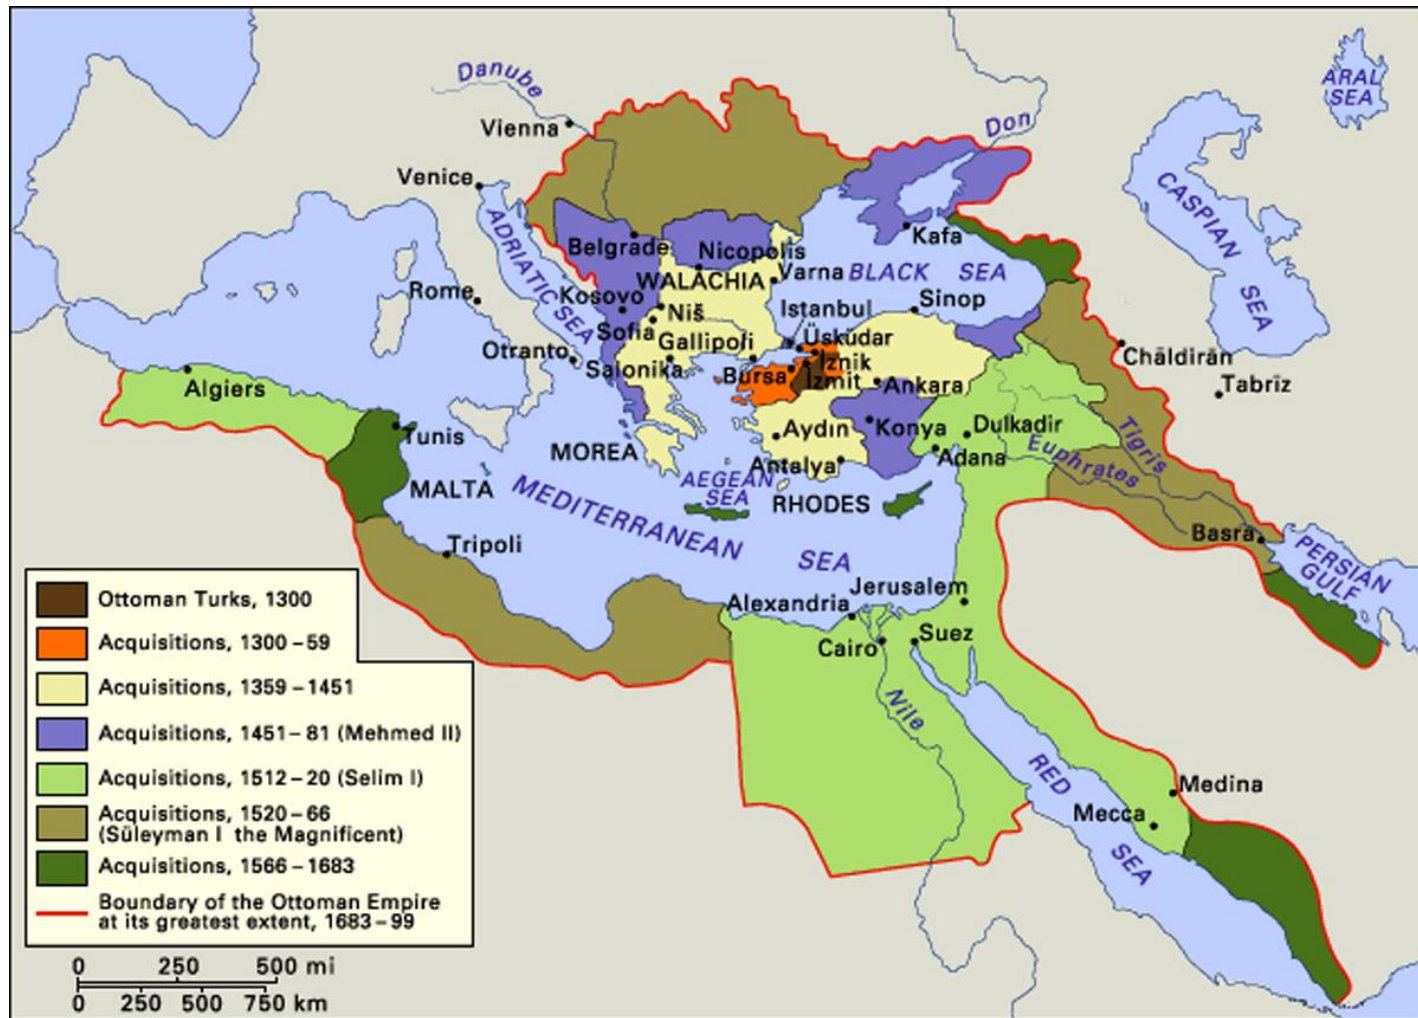 Danube
Vienna
Don
ARAL
SEA
Venice
CASPIAN
SEA
ADRIATIC SEA
Belgrade
Nicopolis
Kafa
WALACHIA
Varna
BLACK SEA
Rome
Kosovo
Niš
Istanbul
Sinop
Sofia
Gallipoli
Üsküdar
Otranto
Salonika
Bursa
İznik
İzmit
Ankara
Chāldirān
Tabrīz
Algiers
Tunis
MOREA
Aydın
Konya
Dulkadir
Antalya
Adana
Tigris
Euphrates
AEGEAN
SEA
RHODES
MALTA
MEDITERRANEAN SEA
Tripoli
Basra
PERSIAN
GULF
Jerusalem
Alexandria
Cairo
Suez
Nile
RED
SEA
Medina
Mecca
Ottoman Turks, 1300
Acquisitions, 1300–59
Acquisitions, 1359–1451
Acquisitions, 1451–81 (Mehmed II)
Acquisitions, 1512–20 (Selim I)
Acquisitions, 1520–66
(Süleyman I the Magnificent)
Acquisitions, 1566–1683
Boundary of the Ottoman Empire
at its greatest extent, 1683–99
0 250 500 mi
0 250 500 750 km